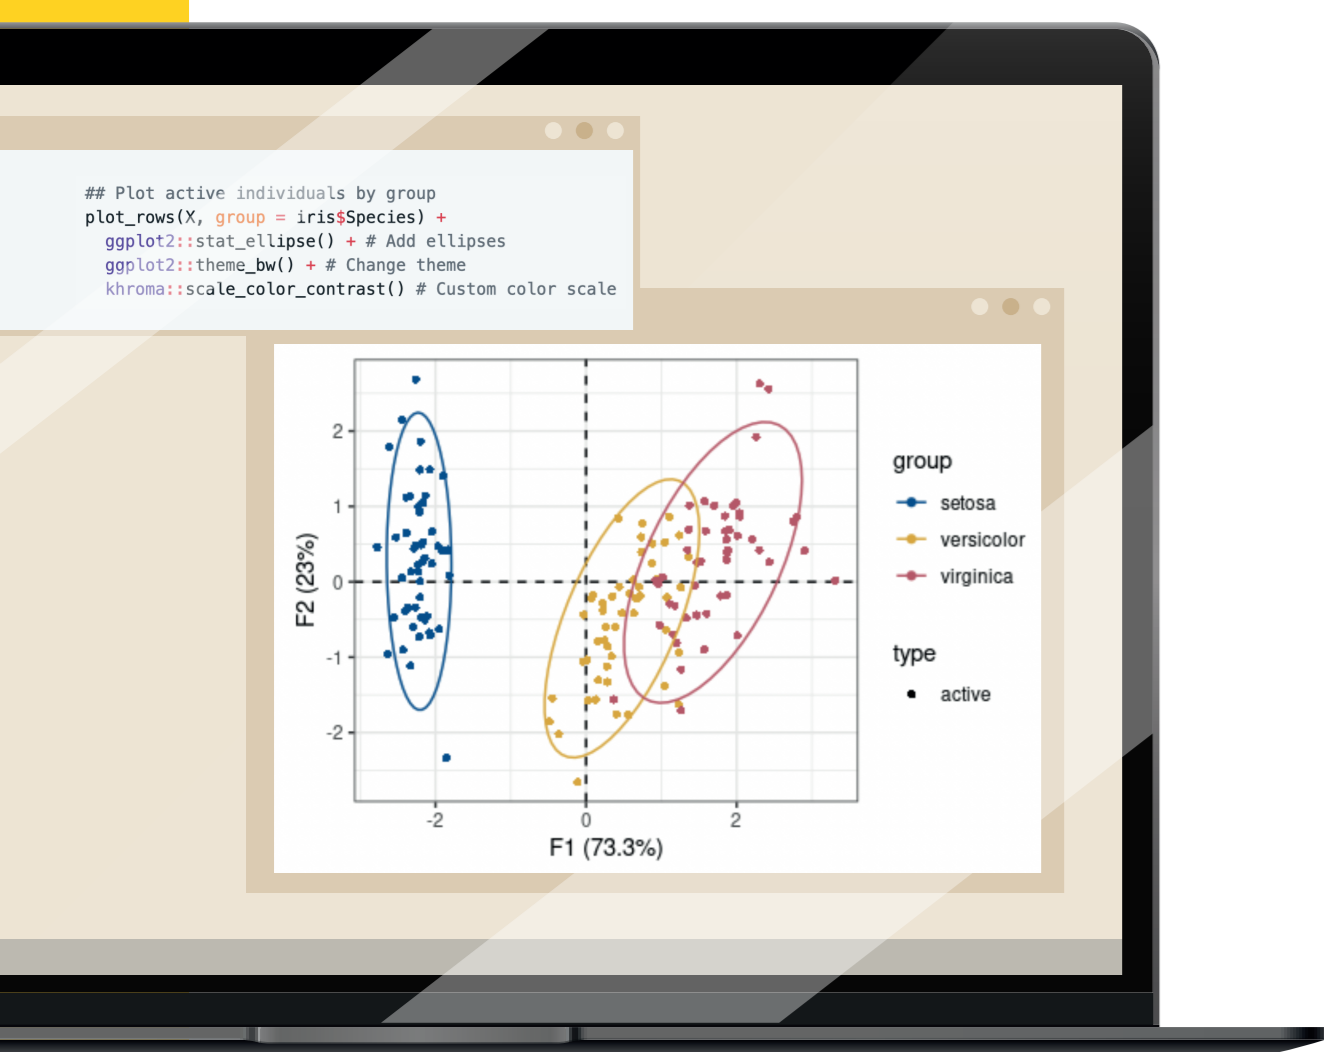 ## Plot active individuals by group
plot_rows(X, group = iris$Species) +
ggplot2::stat_ellipse() + # Add ellipses
ggplot2::theme_bw() + # Change theme
khroma::scale_color_contrast() # Custom color scale
2
1
0
-1
-2
F2 (23%)
-2
0
2
F1 (73.3%)
group
setosa
versicolor
virginica
type
active